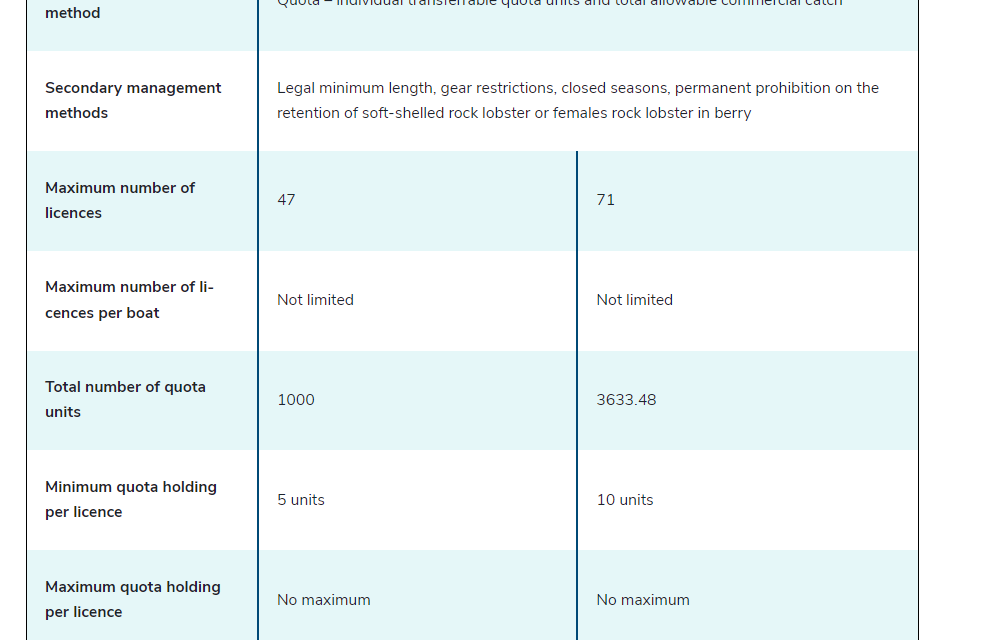 Quota – individual transferrable quota units and total allowable commercial catch
method
Secondary management
methods
Legal minimum length, gear restrictions, closed seasons, permanent prohibition on the
retention of soft-shelled rock lobster or females rock lobster in berry
Maximum number of
licences
47
71
Maximum number of li-
cences per boat
Not limited
Not limited
Total number of quota
units
1000
3633.48
Minimum quota holding
per licence
5 units
10 units
Maximum quota holding
per licence
No maximum
No maximum